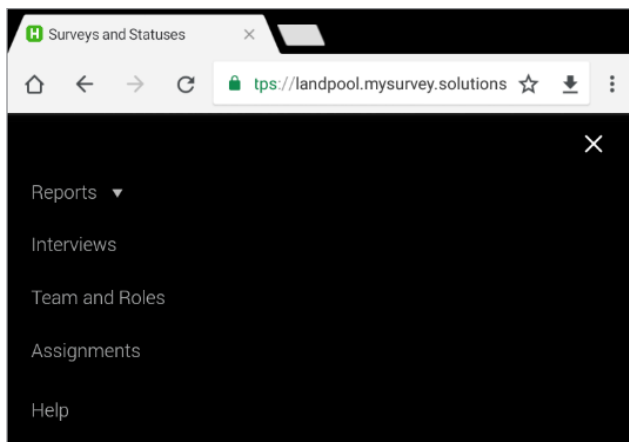 H Surveys and Statuses
tps://landpool.mysurvey.solutions
Reports
Interviews
Team and Roles
Assignments
Help